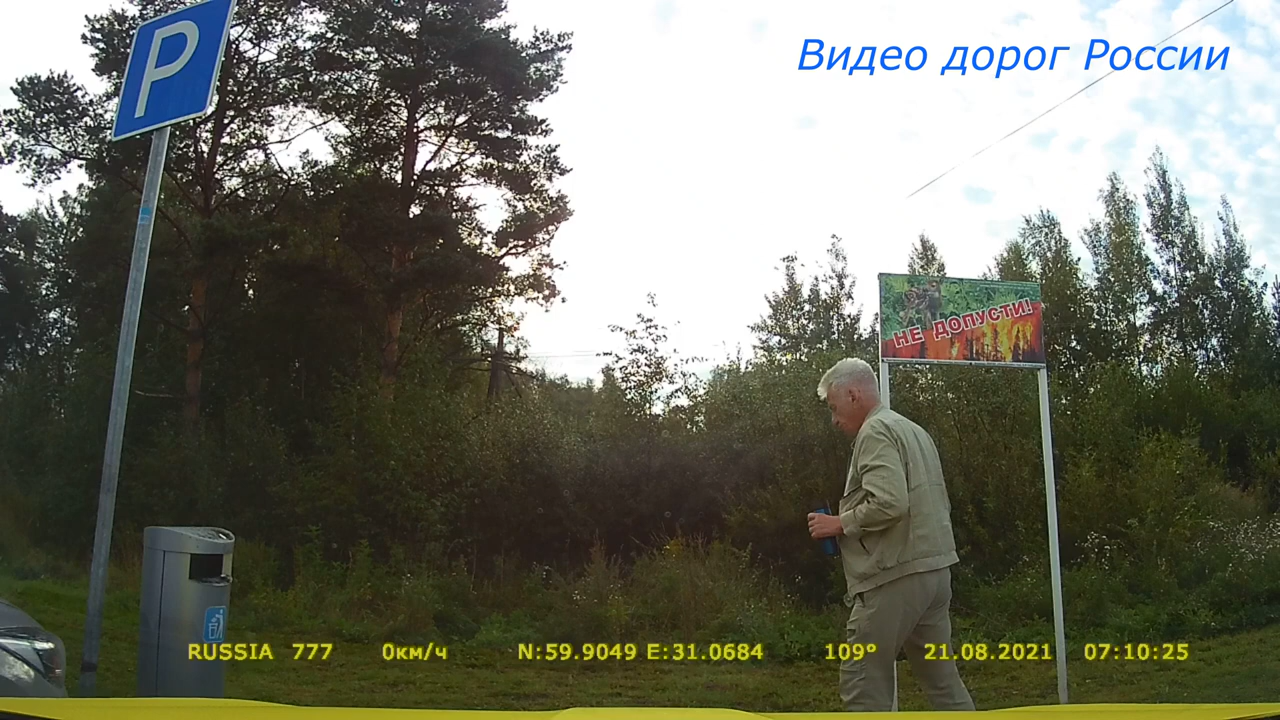 Видео дорог России
P
НЕ ДОПУСТИ!
RUSSIA 777 0км/ч N:59.9049 E:31.0684 109° 21.08.2021 07:10:25